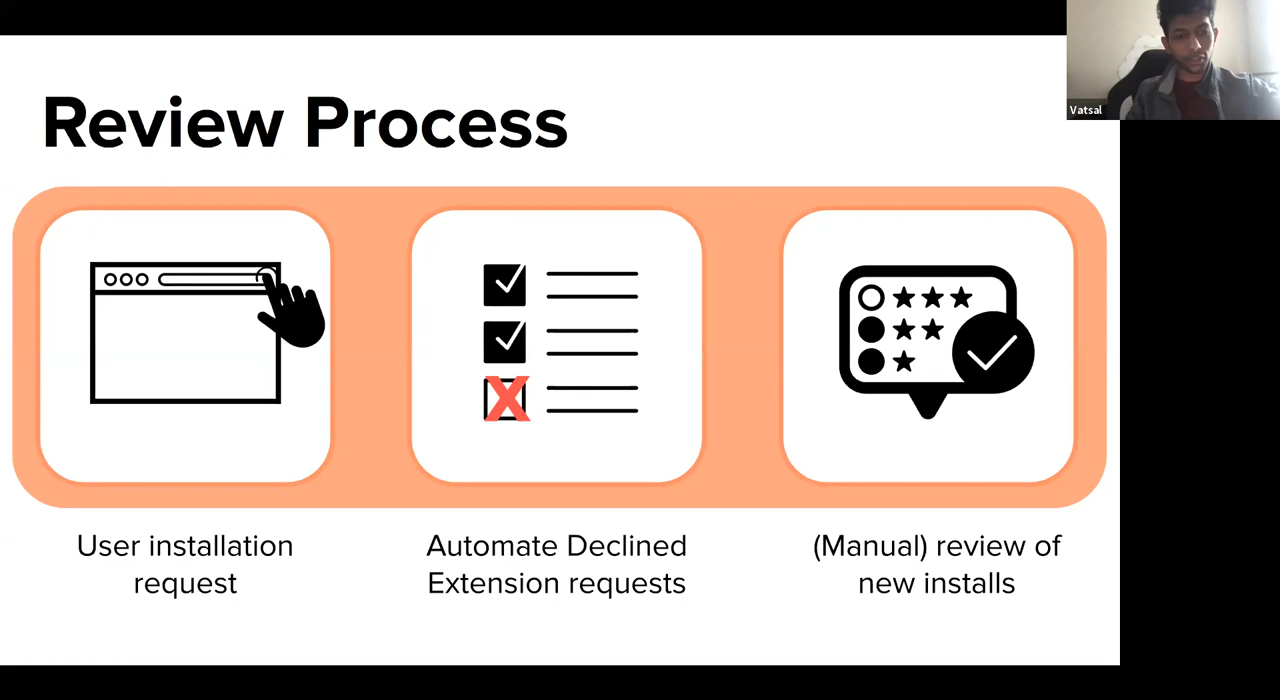 Review Process
User installation
request
Automate Declined
Extension requests
(Manual) review of
new installs
Vatsal